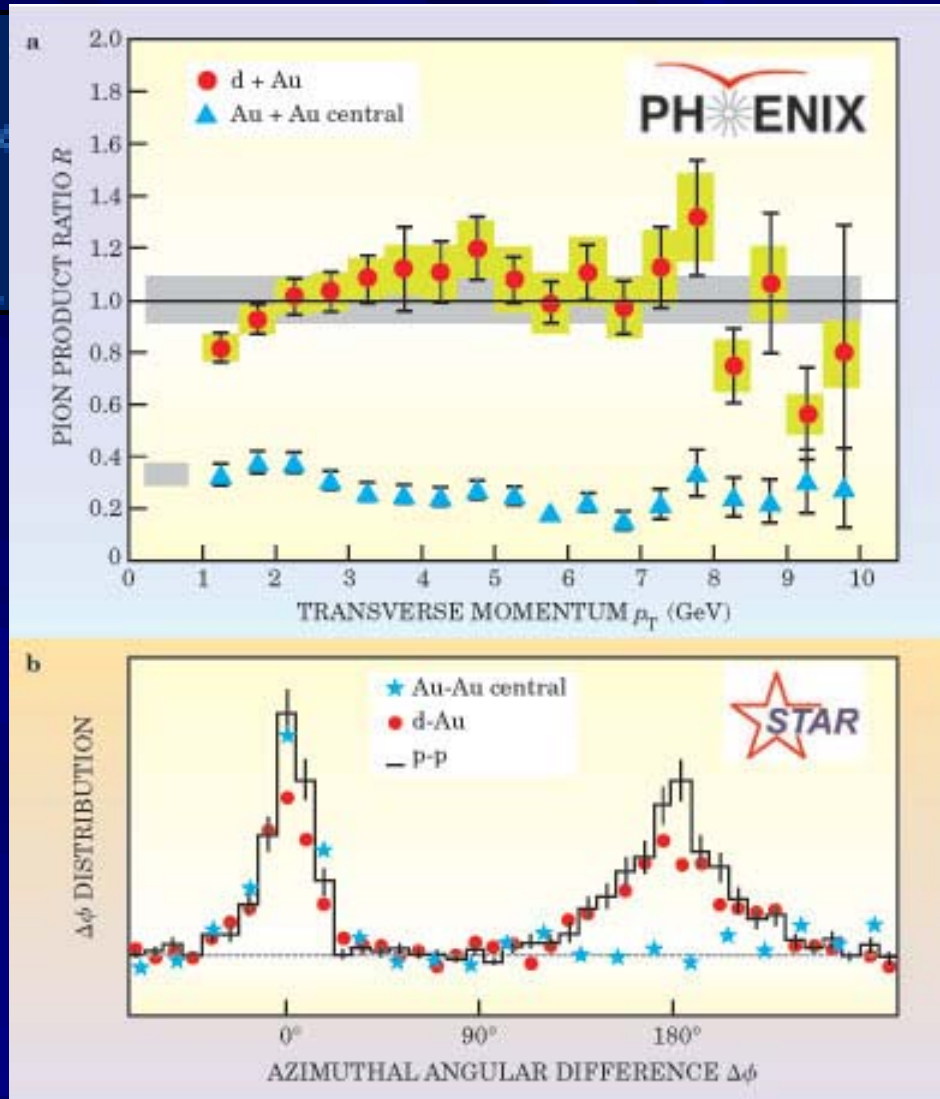 a
2.0
1.8
1.6
1.4
1.2
1.0
0.8
0.6
0.4
0.2
0
PION PRODUCT RATIO R
d + Au
Au + Au central
PHENIX
0 1 2 3 4 5 6 7 8 9 10
TRANSVERSE MOMENTUM pT (GeV)
b
Δϕ DISTRIBUTION
Au-Au central
d-Au
p-p
STAR
0° 90° 180°
AZIMUTHAL ANGULAR DIFFERENCE Δϕ